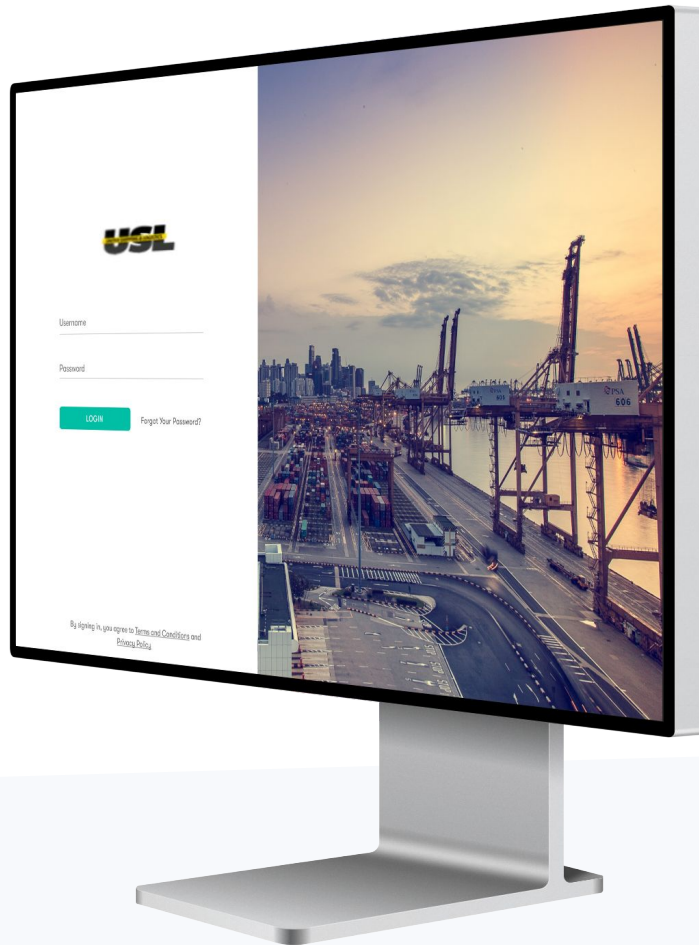 USL
Username
Password
LOGIN
Forgot Your Password?
By signing in, you agree to Terms and Conditions and
Privacy Policy
PSA
606